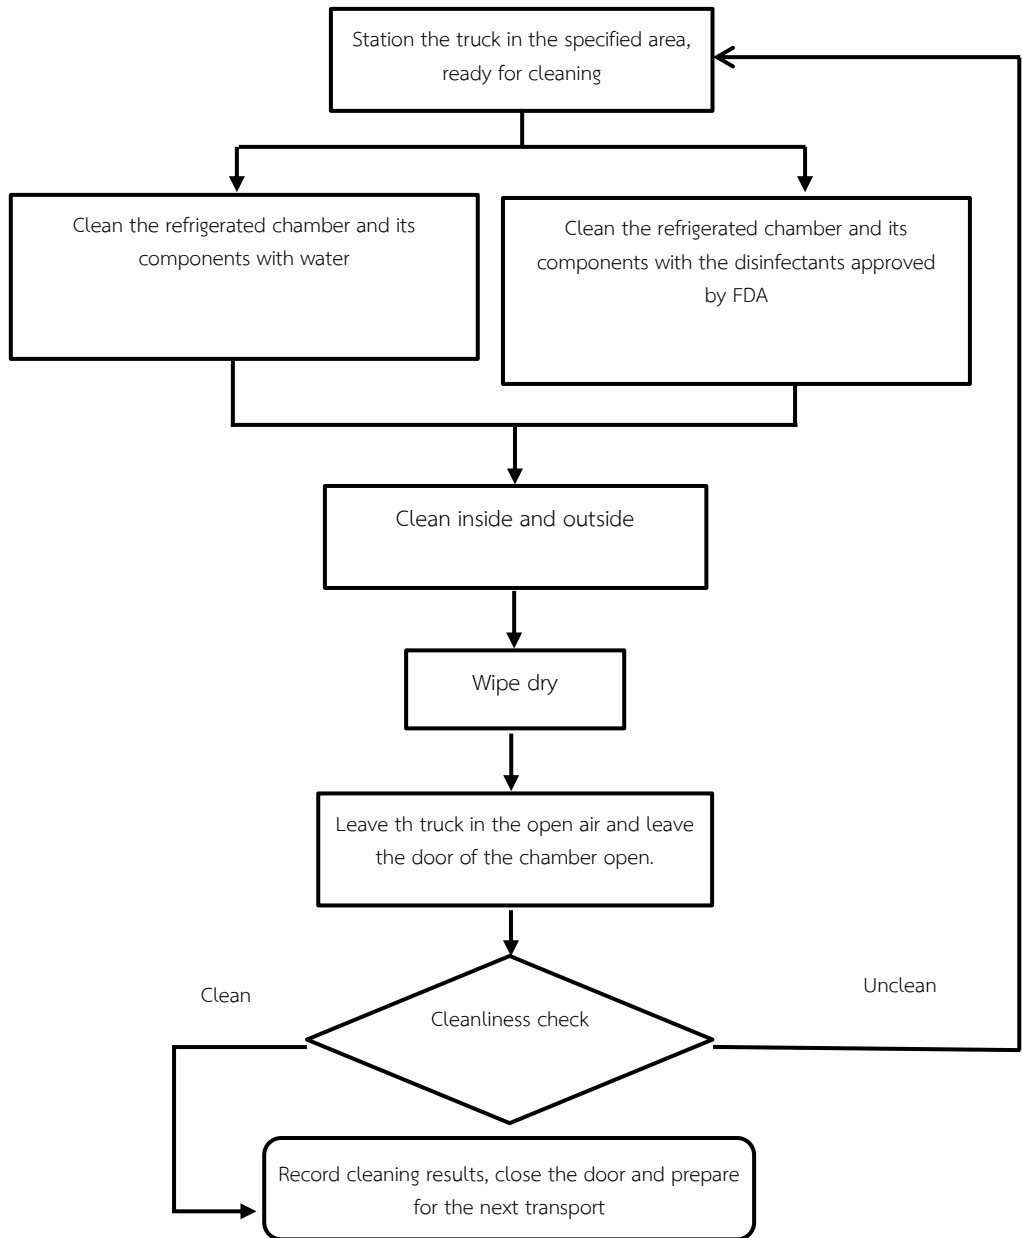 Station the truck in the specified area,
ready for cleaning
Clean the refrigerated chamber and its
components with water
Clean the refrigerated chamber and its
components with the disinfectants approved
by FDA
Clean inside and outside
Wipe dry
Leave th truck in the open air and leave
the door of the chamber open.
Cleanliness check
Clean
Unclean
Record cleaning results, close the door and prepare
for the next transport